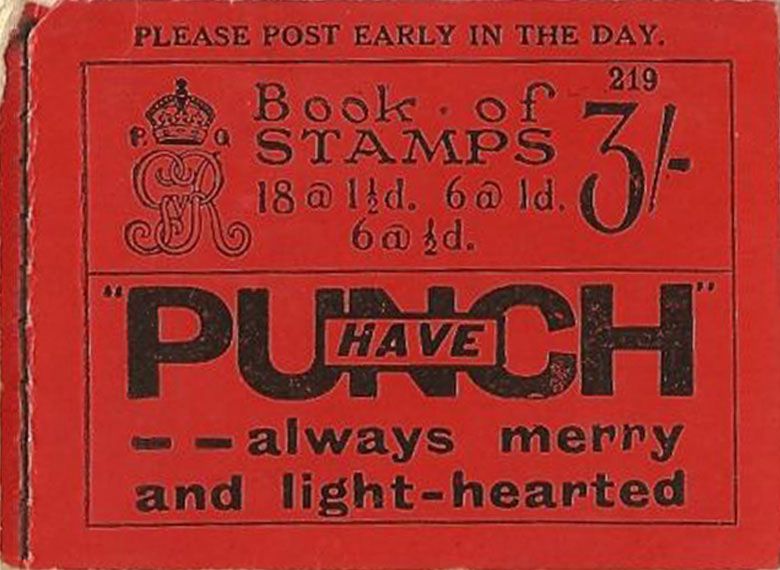 PLEASE POST EARLY IN THE DAY.
219
P. O
GvR
Book · of
STAMPS
3/-
18 @ 1½d. 6 @ 1d.
6 @ ½d.
"PUNCH"
HAVE
— — always merry
and light-hearted